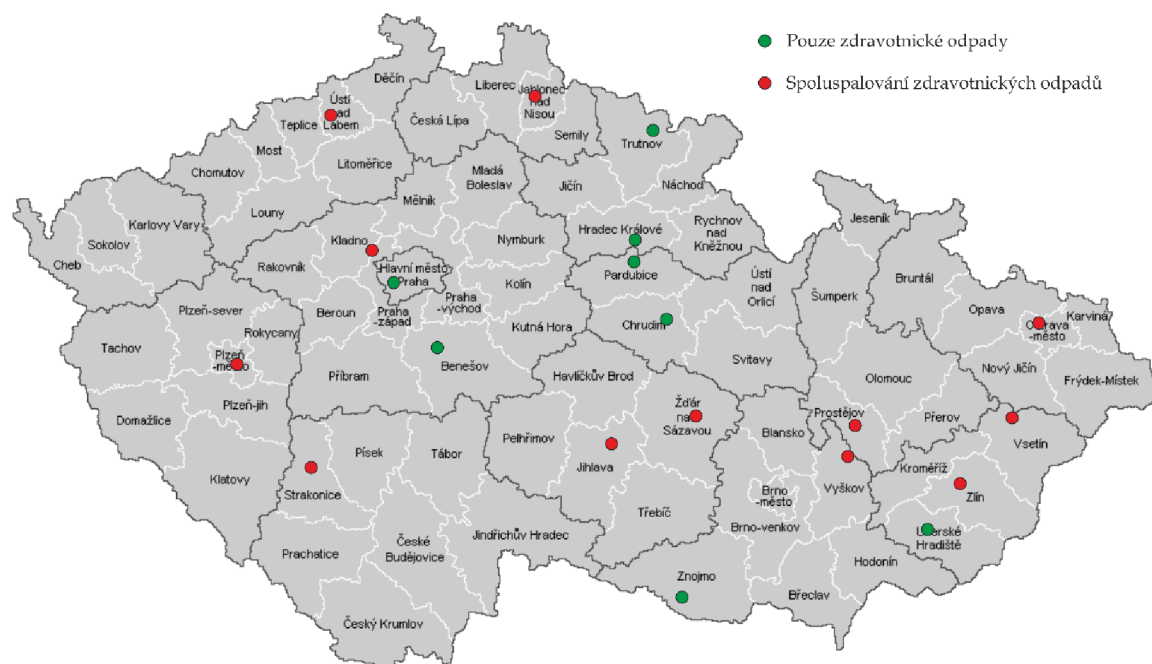 Pouze zdravotnické odpady
Spoluspalování zdravotnických odpadů
Děčín
Liberec
Jablonec
nad
Nisou
Ústí
nad
Labem
Teplice
Česká Lípa
Semily
Trutnov
Most
Litoměřice
Chomutov
Mladá
Boleslav
Jičín
Náchod
Mělník
Louny
Karlovy Vary
Sokolov
Cheb
Kladno
Rakovník
Nymburk
Hradec Králové
Rychnov
nad
Kněžnou
Jeseník
Hlavní město
Praha
Kolín
Pardubice
Ústí
nad
Orlicí
Šumperk
Bruntál
Plzeň-sever
Rokycany
Beroun
Praha
-západ
Praha
-východ
Kutná Hora
Chrudim
Opava
Karviná
Ostrava
-město
Tachov
Plzeň
-město
Příbram
Benešov
Havlíčkův Brod
Svitavy
Olomouc
Nový Jičín
Frýdek-Místek
Domažlice
Plzeň-jih
Žďár
nad
Sázavou
Prostějov
Přerov
Klatovy
Písek
Tábor
Pelhřimov
Jihlava
Blansko
Vsetín
Strakonice
Vyškov
Kroměříž
Zlín
Třebíč
Brno
-město
Brno-venkov
Prachatice
České
Budějovice
Jindřichův Hradec
Uherské
Hradiště
Hodonín
Znojmo
Břeclav
Český Krumlov